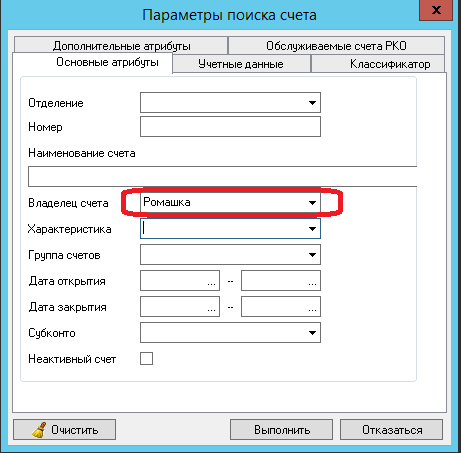 Параметры поиска счета
x
Дополнительные атрибуты Обслуживаемые счета РКО
Основные атрибуты Учетные данные Классификатор
Отделение
Номер
Наименование счета
Владелец счета Ромашка
Характеристика
Группа счетов
Дата открытия ... -- ...
Дата закрытия ... -- ...
Субконто
Неактивный счет
Очистить Выполнить Отказаться